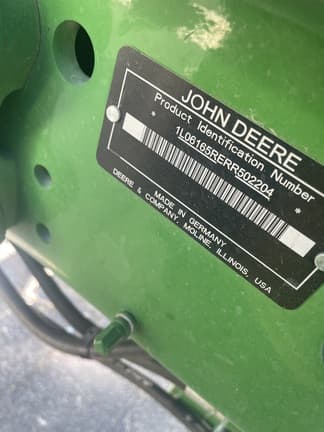 JOHN DEERE
Product Identification Number
* 1L06165RERR502204 *
MADE IN GERMANY
DEERE & COMPANY, MOLINE, ILLINOIS, USA